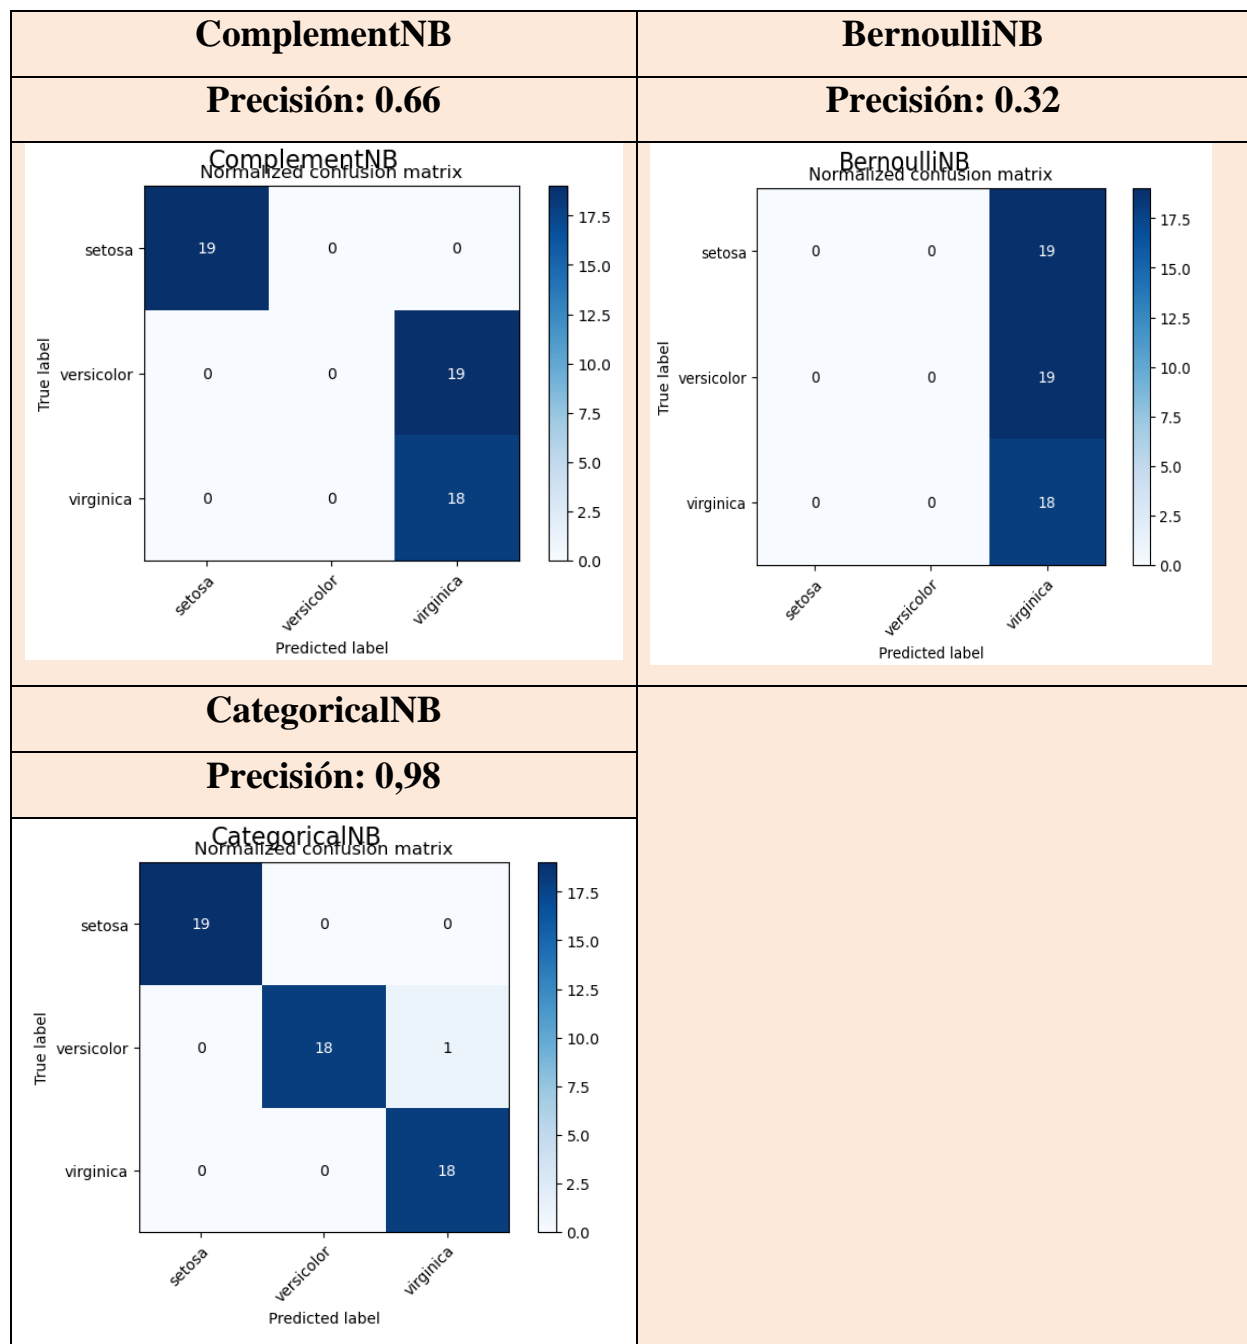 ComplementNB
Precisión: 0.66
ComplementNB
Normalized confusion matrix
17.5
setosa
19 0 0
15.0
12.5
True label
versicolor
0 0 19
10.0
7.5
5.0
virginica
0 0 18
2.5
0.0
setosa versicolor virginica
Predicted label
BernoulliNB
Precisión: 0.32
BernoulliNB
Normalized confusion matrix
17.5
setosa
0 0 19
15.0
12.5
True label
versicolor
0 0 19
10.0
7.5
5.0
virginica
0 0 18
2.5
0.0
setosa versicolor virginica
Predicted label
CategoricalNB
Precisión: 0,98
CategoricalNB
Normalized confusion matrix
17.5
setosa
19 0 0
15.0
12.5
True label
versicolor
0 18 1
10.0
7.5
5.0
virginica
0 0 18
2.5
0.0
setosa versicolor virginica
Predicted label